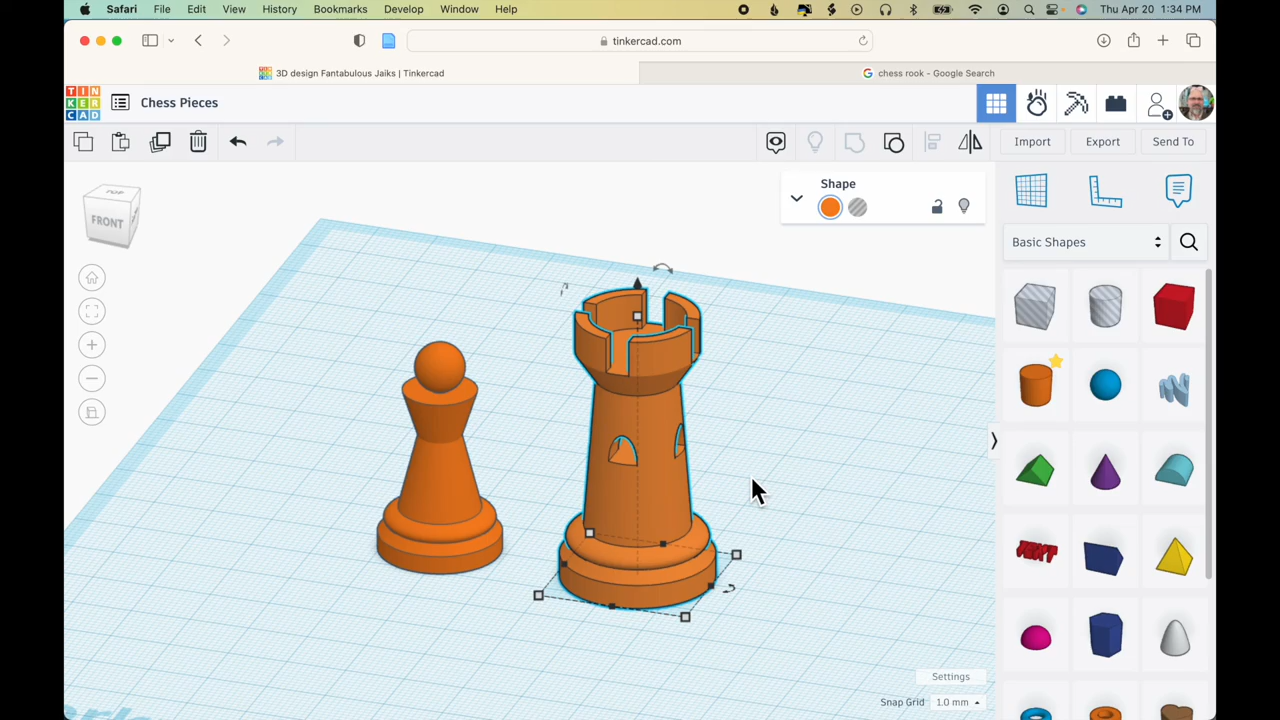 Safari File Edit View History Bookmarks Develop Window Help Thu Apr 20 1:34 PM
tinkercad.com
3D design Fantabulous Jaiks | Tinkercad
chess rook - Google Search
TIN
KER
CAD
Chess Pieces
Import Export Send To
TOP
FRONT
Shape
Basic Shapes
TEXT
Settings
Snap Grid 1.0 mm